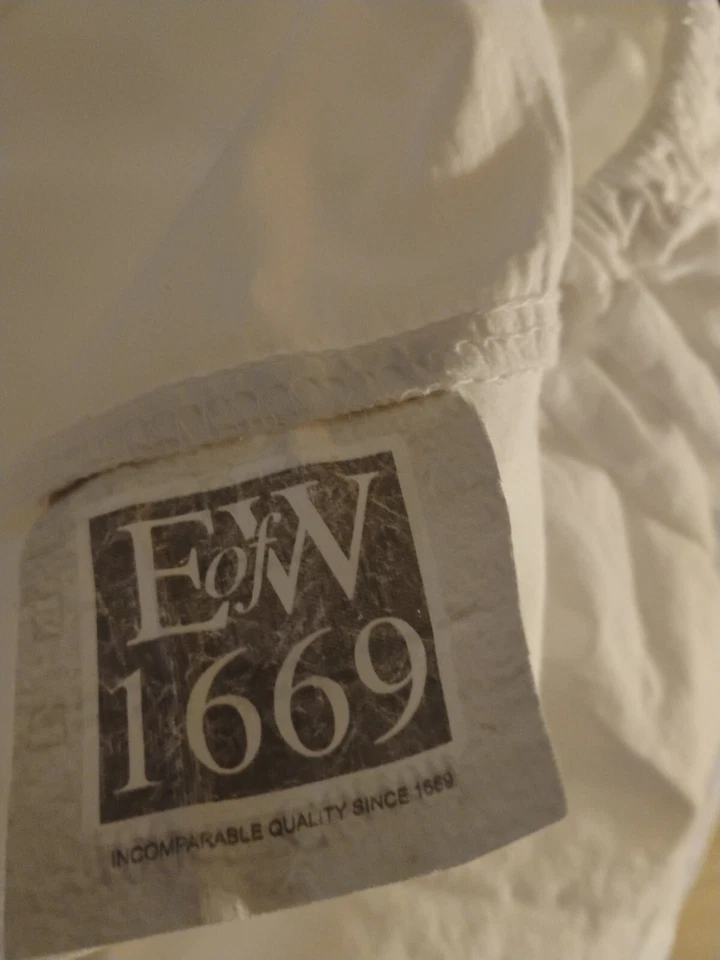 EofW
1669
INCOMPARABLE QUALITY SINCE 1669